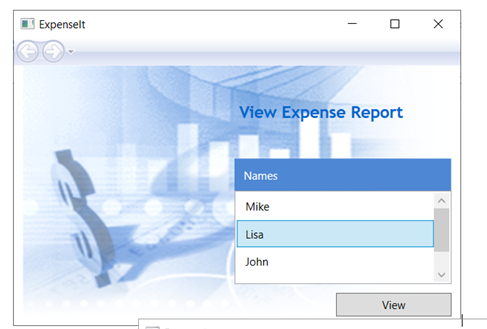 ExpenseIt
View Expense Report
Names
Mike
Lisa
John
View